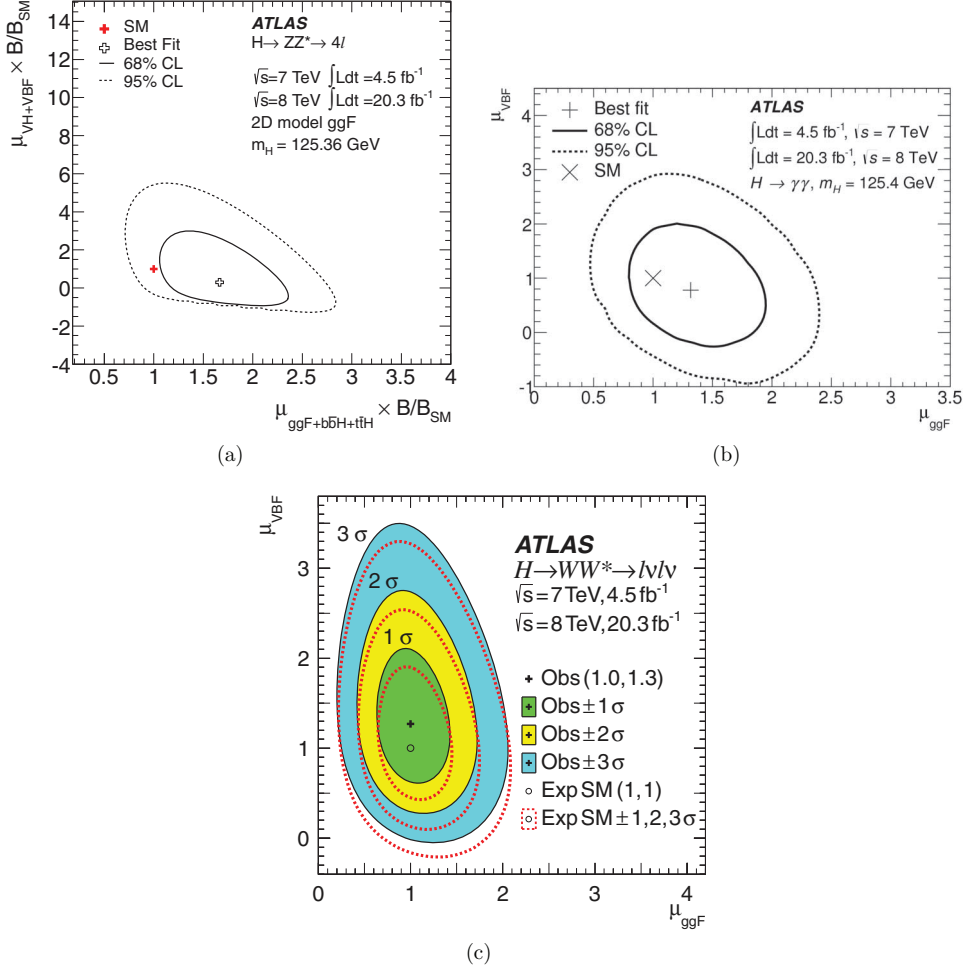 μ_VH+VBF × B/B_SM
14
12
10
8
6
4
2
0
-2
-4
SM
Best Fit
68% CL
95% CL
ATLAS
H→ ZZ*→ 4l
√s=7 TeV ∫Ldt=4.5 fb⁻¹
√s=8 TeV ∫Ldt=20.3 fb⁻¹
2D model ggF
m_H = 125.36 GeV
0.5 1 1.5 2 2.5 3 3.5 4
μ_ggF+bb̄H+tt̄H × B/B_SM
(a)
μ_VBF
4
3
2
1
0
-1
Best fit
68% CL
95% CL
SM
ATLAS
∫Ldt = 4.5 fb⁻¹, √s = 7 TeV
∫Ldt = 20.3 fb⁻¹, √s = 8 TeV
H → γγ, m_H = 125.4 GeV
0 0.5 1 1.5 2 2.5 3 3.5
μ_ggF
(b)
μ_VBF
3
2
1
0
3 σ
2 σ
1 σ
ATLAS
H→WW*→lνlν
√s=7 TeV, 4.5 fb⁻¹
√s=8 TeV, 20.3 fb⁻¹
Obs (1.0, 1.3)
Obs ± 1 σ
Obs ± 2 σ
Obs ± 3 σ
Exp SM (1, 1)
Exp SM ± 1, 2, 3 σ
0 1 2 3 4
μ_ggF
(c)